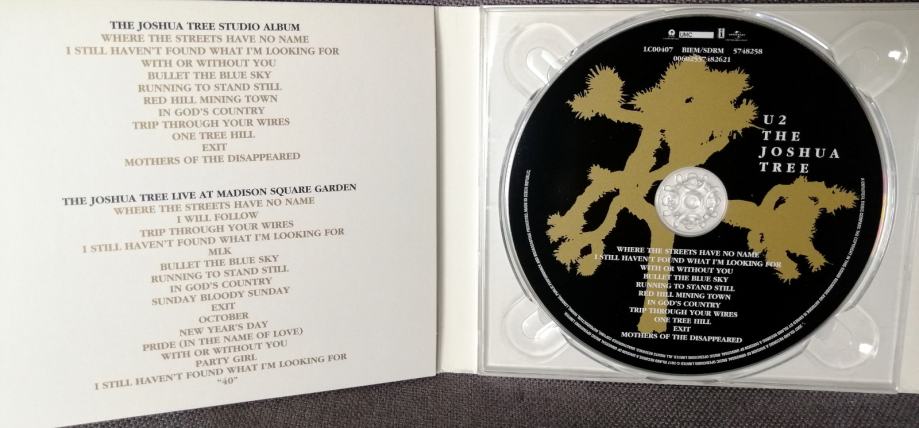 THE JOSHUA TREE STUDIO ALBUM
WHERE THE STREETS HAVE NO NAME
I STILL HAVEN'T FOUND WHAT I'M LOOKING FOR
WITH OR WITHOUT YOU
BULLET THE BLUE SKY
RUNNING TO STAND STILL
RED HILL MINING TOWN
IN GOD'S COUNTRY
TRIP THROUGH YOUR WIRES
ONE TREE HILL
EXIT
MOTHERS OF THE DISAPPEARED
THE JOSHUA TREE LIVE AT MADISON SQUARE GARDEN
WHERE THE STREETS HAVE NO NAME
I WILL FOLLOW
TRIP THROUGH YOUR WIRES
I STILL HAVEN'T FOUND WHAT I'M LOOKING FOR
MLK
BULLET THE BLUE SKY
RUNNING TO STAND STILL
IN GOD'S COUNTRY
SUNDAY BLOODY SUNDAY
EXIT
OCTOBER
NEW YEAR'S DAY
PRIDE (IN THE NAME OF LOVE)
WITH OR WITHOUT YOU
PARTY GIRL
I STILL HAVEN'T FOUND WHAT I'M LOOKING FOR
"40"
UMC
LC00407 BIEM/SDRM 5748258
00602557482621
U2
THE
JOSHUA
TREE
WHERE THE STREETS HAVE NO NAME
I STILL HAVEN'T FOUND WHAT I'M LOOKING FOR
WITH OR WITHOUT YOU
BULLET THE BLUE SKY
RUNNING TO STAND STILL
RED HILL MINING TOWN
IN GOD'S COUNTRY
TRIP THROUGH YOUR WIRES
ONE TREE HILL
EXIT
MOTHERS OF THE DISAPPEARED